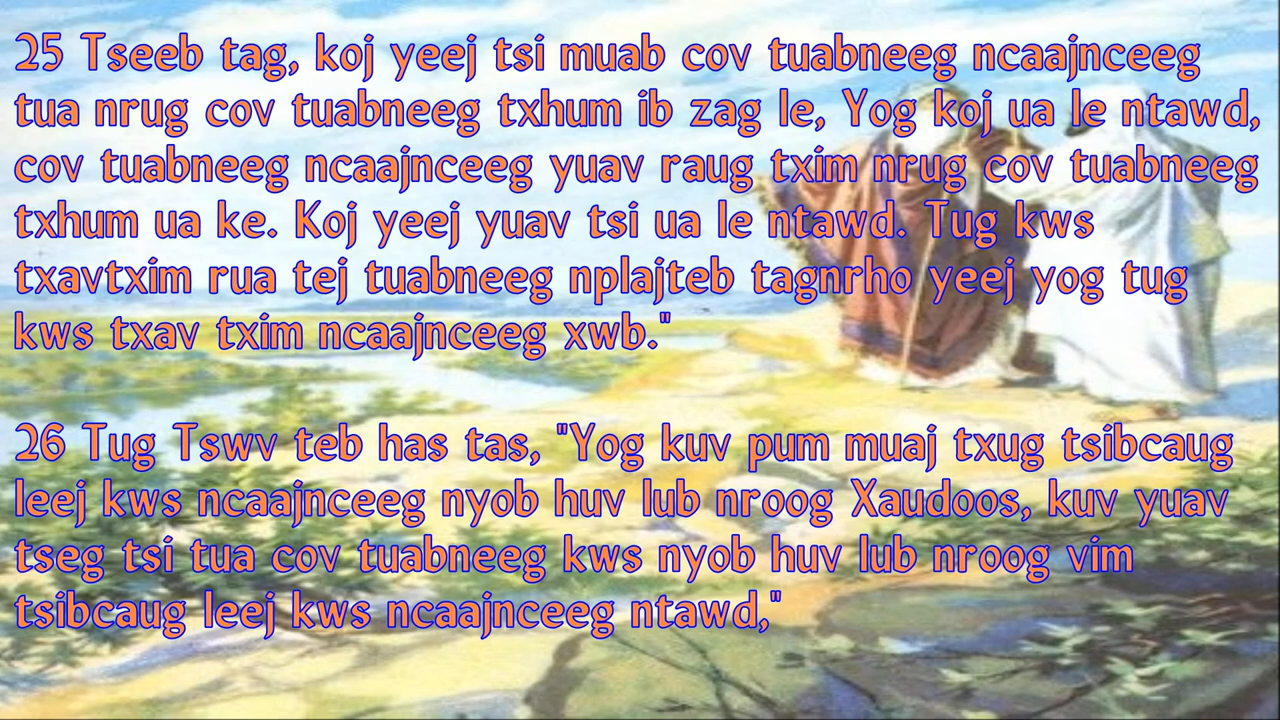 25 Tseeb tag, koj yeej tsi muab cov tuabneeg ncaajnceeg
tua nrug cov tuabneeg txhum ib zag le, Yog koj ua le ntawd,
cov tuabneeg ncaajnceeg yuav raug txim nrug cov tuabneeg
txhum ua ke. Koj yeej yuav tsi ua le ntawd. Tug kws
txavtxim rua tej tuabneeg nplajteb tagnrho yeej yog tug
kws txav txim ncaajnceeg xwb."
26 Tug Tswv teb has tas, "Yog kuv pum muaj txug tsibcaug
leej kws ncaajnceeg nyob huv lub nroog Xaudoos, kuv yuav
tseg tsi tua cov tuabneeg kws nyob huv lub nroog vim
tsibcaug leej kws ncaajnceeg ntawd,"